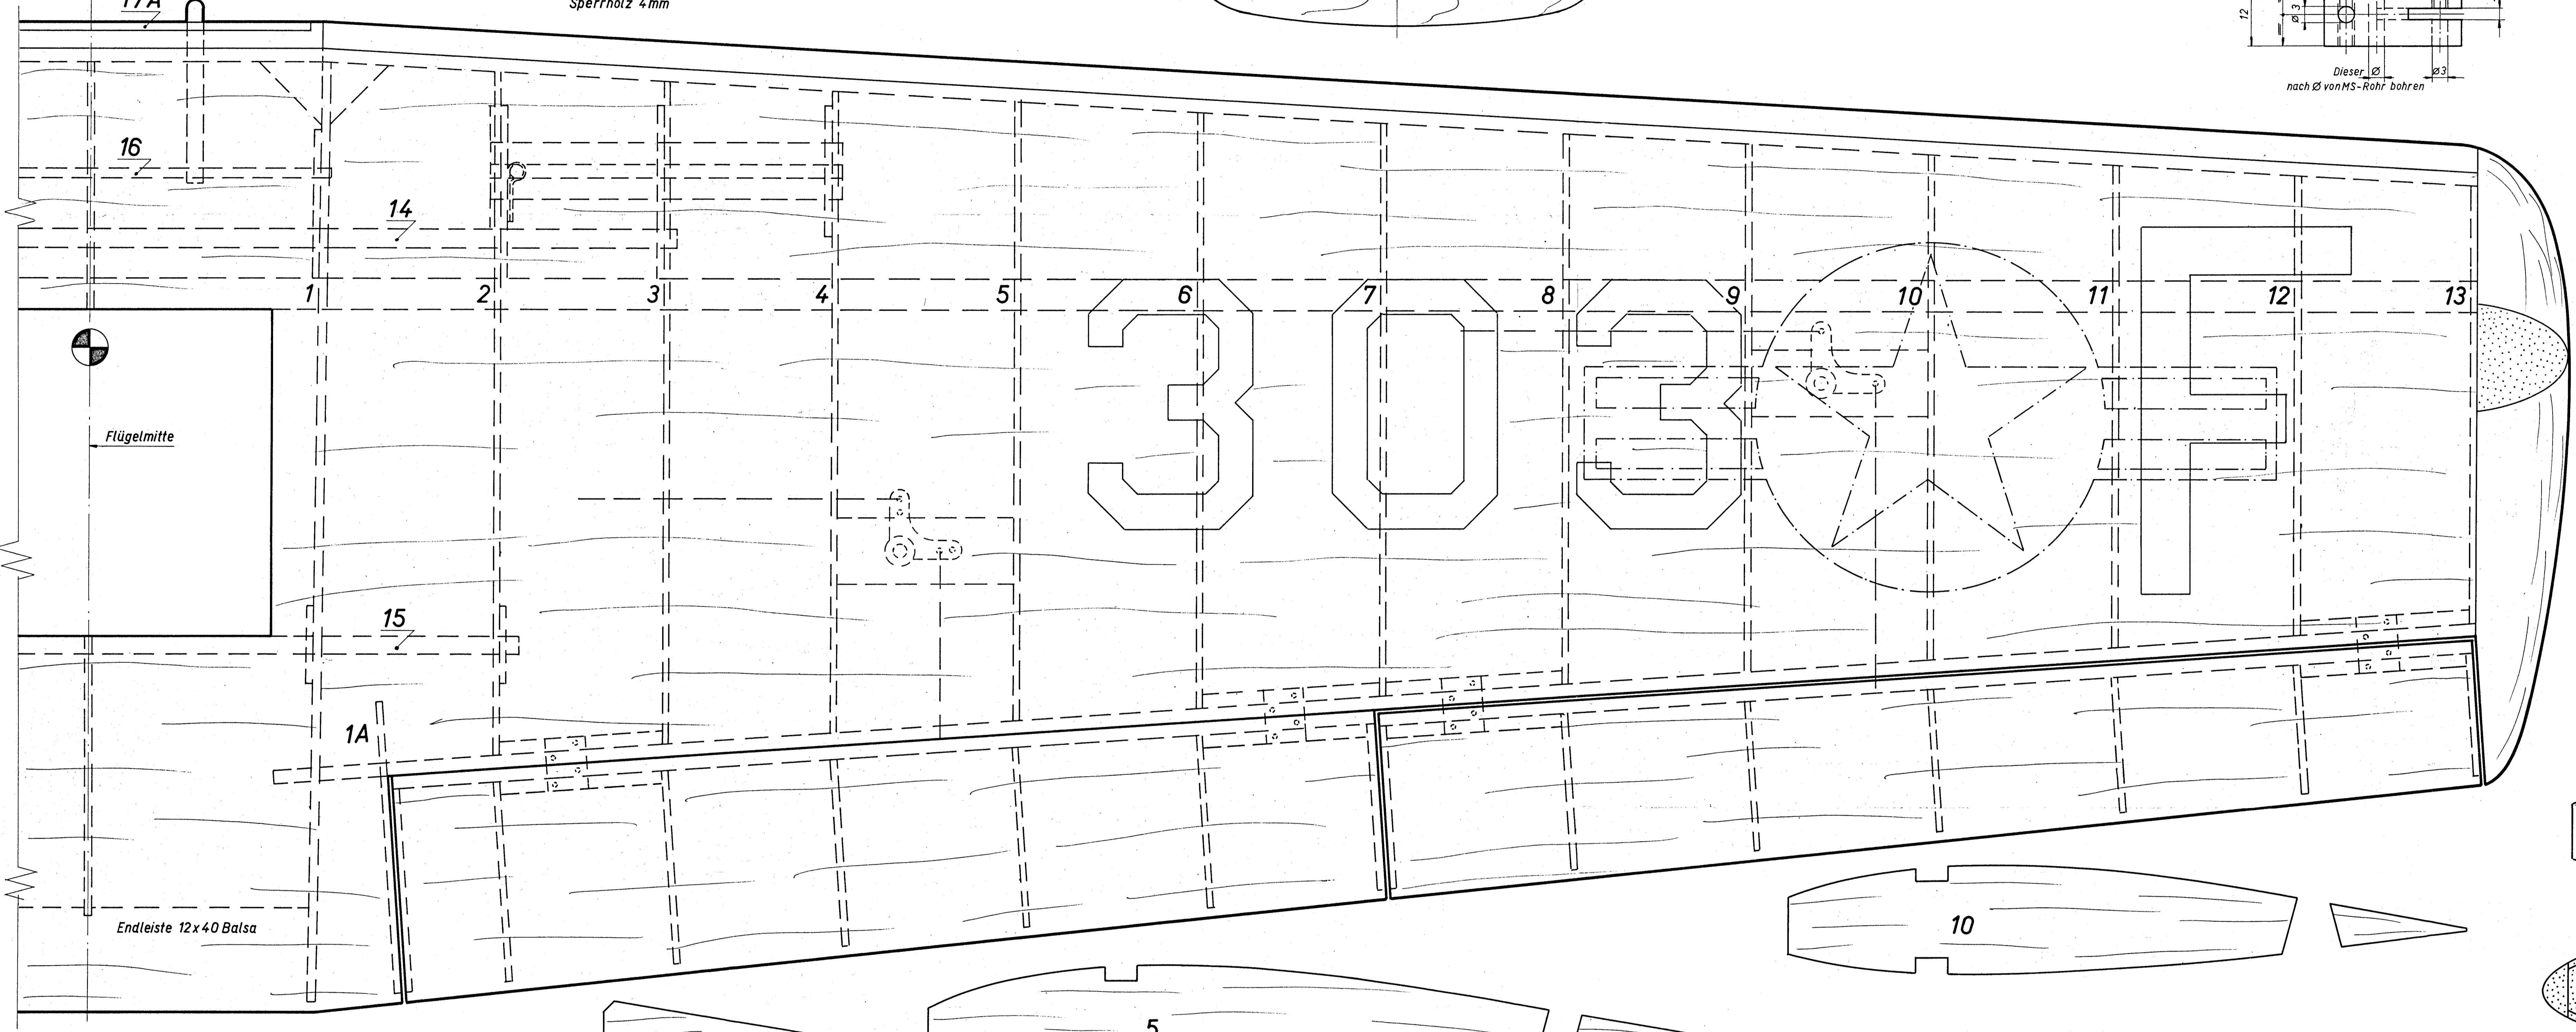 17A
Sperrholz 4mm
12
Ø 3
Dieser Ø
Ø3
nach Ø von MS-Rohr bohren
16
14
1
2
3
4
5
6
7
8
9
10
11
12
13
303 F
Flügelmitte
15
1A
Endleiste 12x40 Balsa
10
5